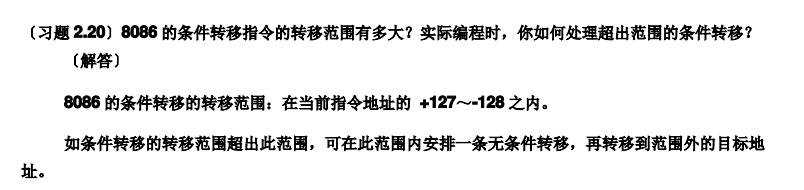 〔习题 2.20〕8086 的条件转移指令的转移范围有多大？实际编程时，你如何处理超出范围的条件转移？
〔解答〕
8086 的条件转移的转移范围：在当前指令地址的 +127～-128 之内。
如条件转移的转移范围超出此范围，可在此范围内安排一条无条件转移，再转移到范围外的目标地
址。